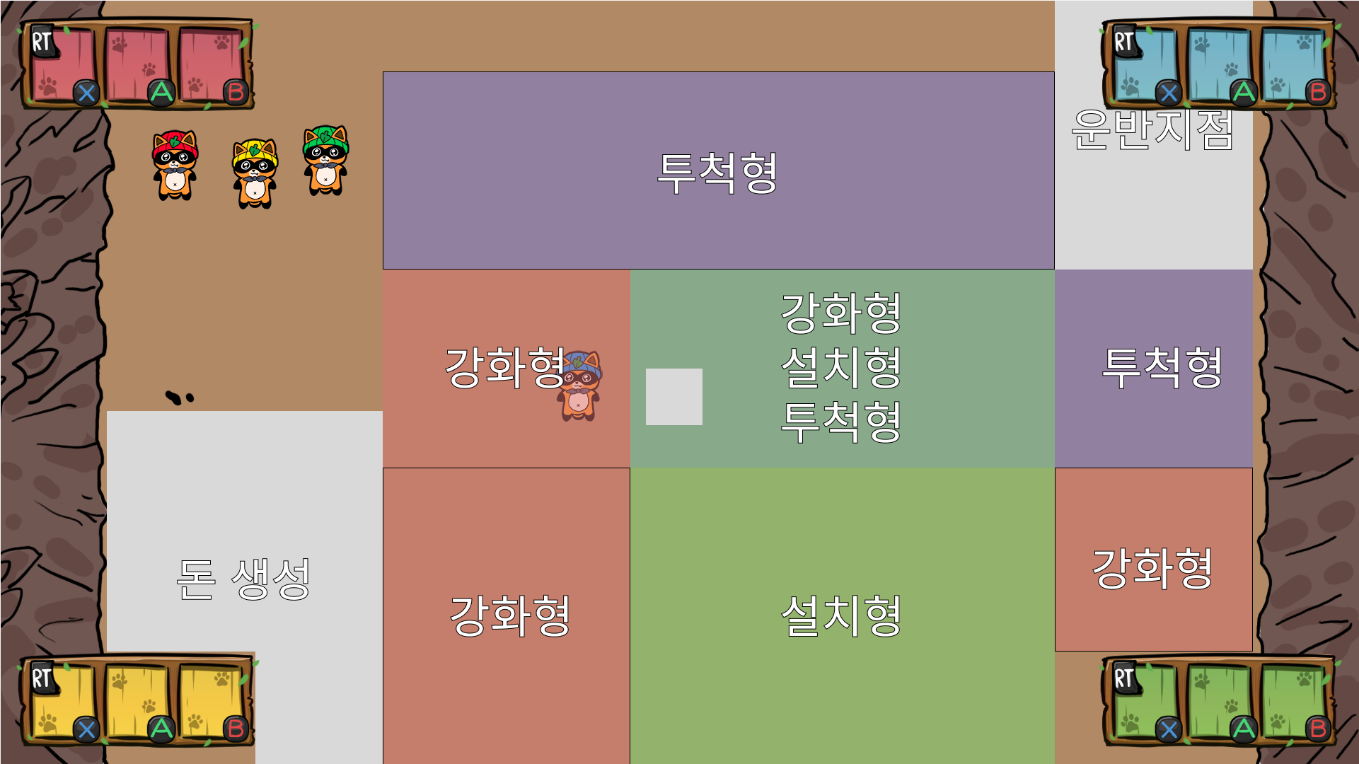 RT
X A B
RT
X A B
운반지점
투척형
강화형
강화형
설치형
투척형
투척형
돈 생성
강화형
설치형
강화형
RT
X A B
RT
X A B